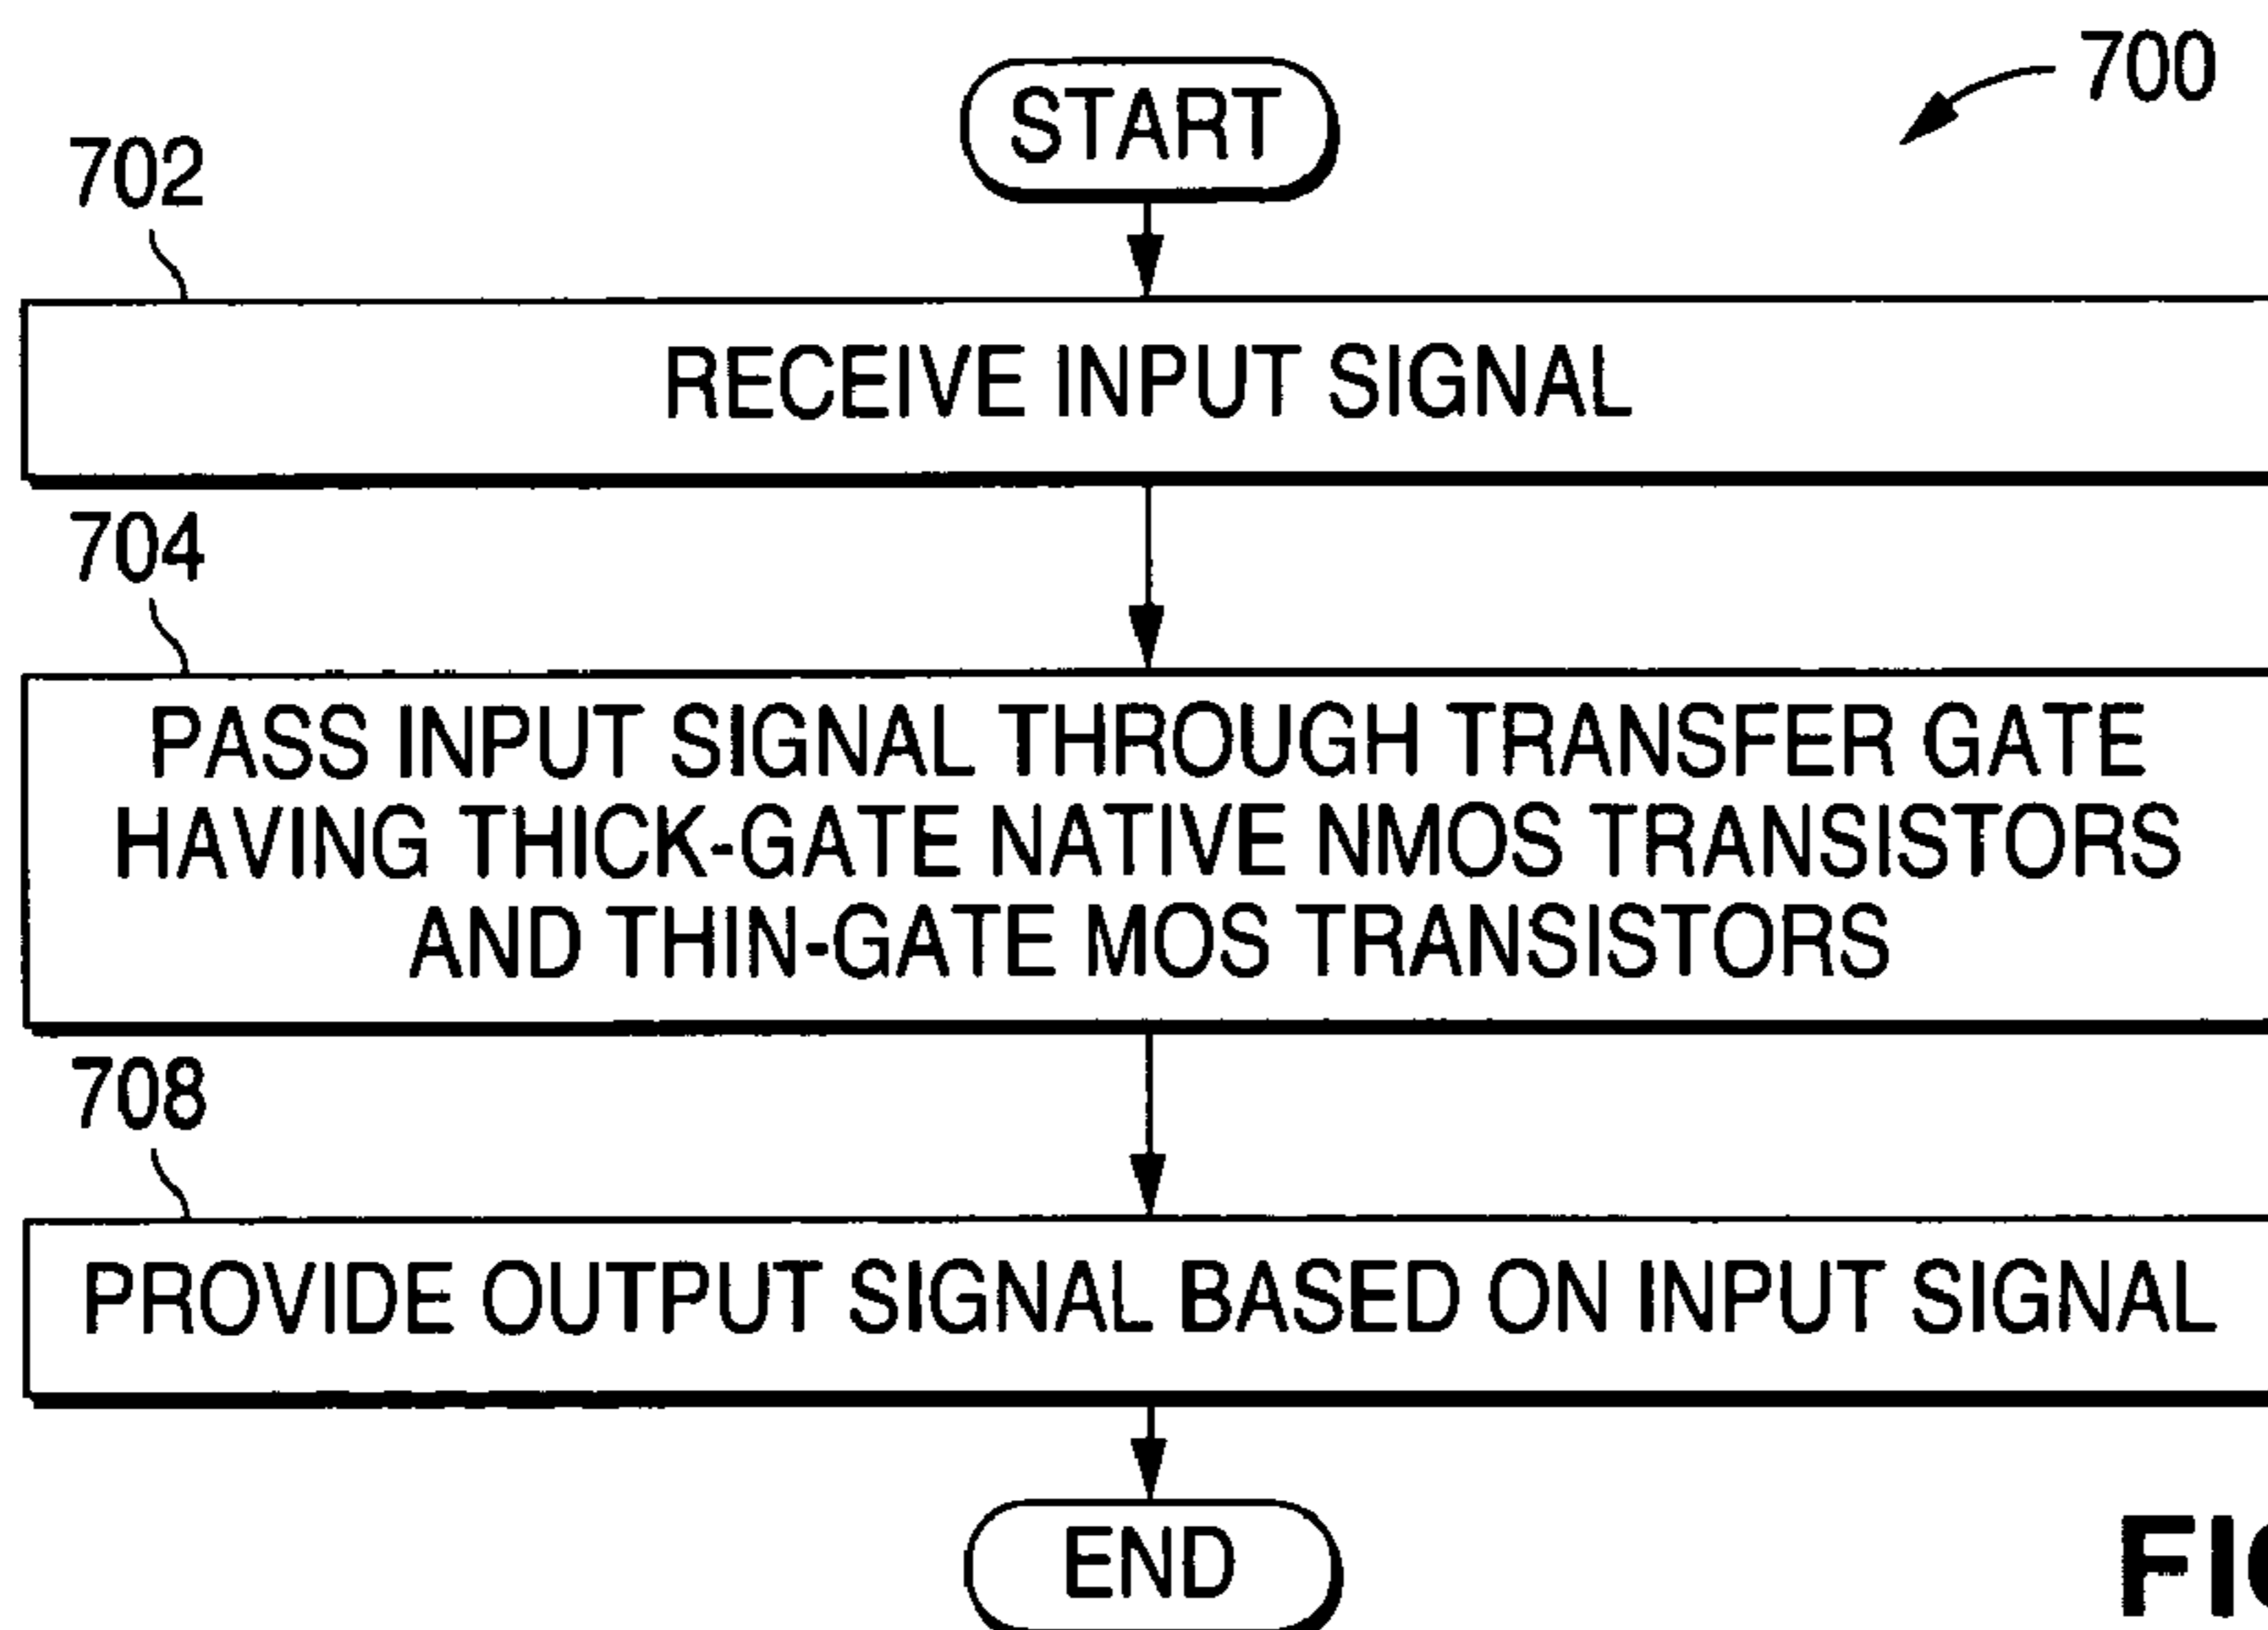 700
START
702
RECEIVE INPUT SIGNAL
704
PASS INPUT SIGNAL THROUGH TRANSFER GATE
HAVING THICK-GATE NATIVE NMOS TRANSISTORS
AND THIN-GATE MOS TRANSISTORS
708
PROVIDE OUTPUT SIGNAL BASED ON INPUT SIGNAL
END